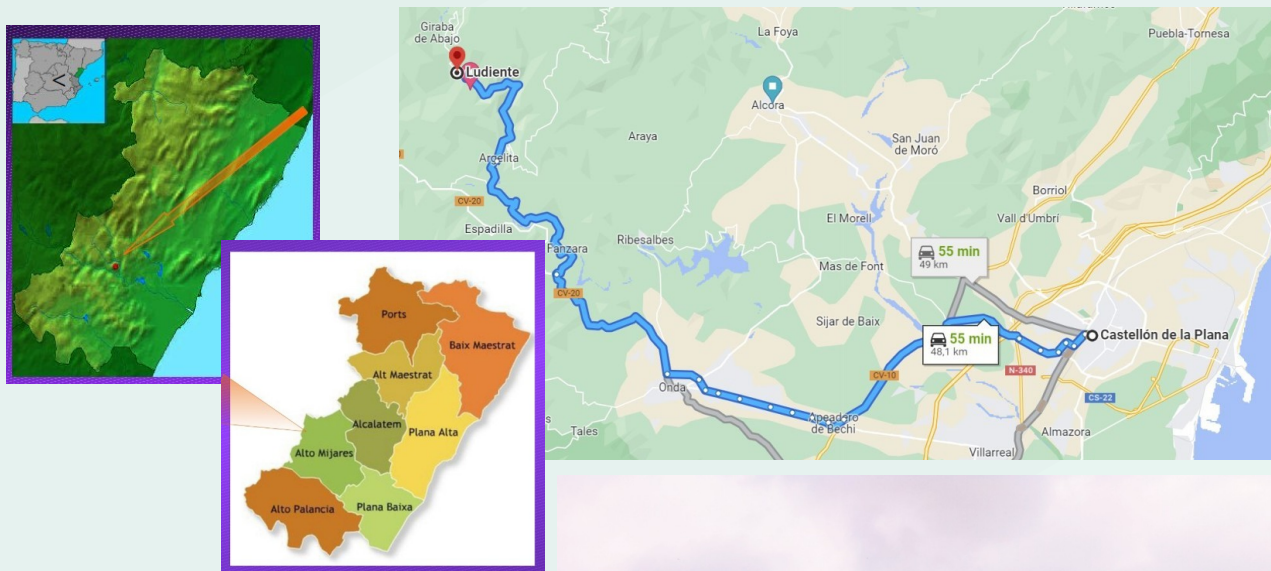 Giraba
de Abajo
La Foya
Puebla-Tornesa
Ludiente
Alcora
Araya
San Juan
de Moró
Argelita
Borriol
CV-20
Espadilla
El Morell
Vall d'Umbrí
Ribesalbes
Fanzara
55 min
49 km
Mas de Font
CV-20
Sijar de Baix
55 min
48,1 km
Castellón de la Plana
N-340
CV-10
Onda
CS-22
Apeadero
de Bechí
Tales
Almazora
Villarreal
Ports
Baix Maestrat
Alt Maestrat
Alcalatem
Plana Alta
Alto Mijares
Alto Palancia
Plana Baixa